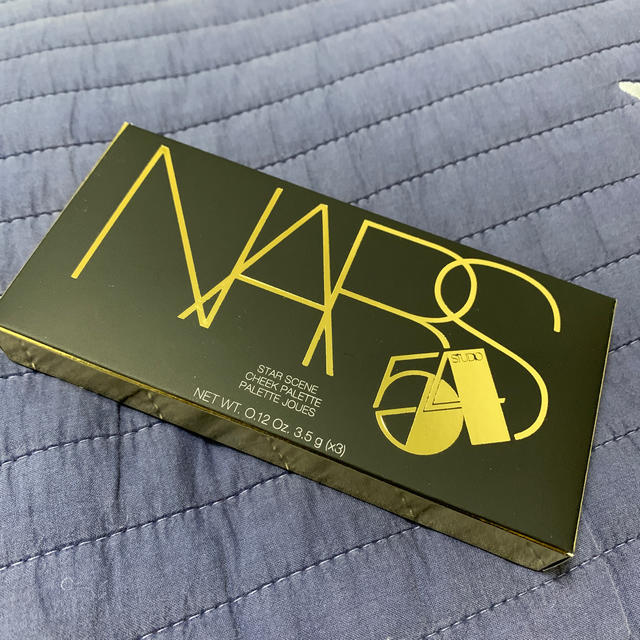 NARS
STUDIO
54
STAR SCENE
CHEEK PALETTE
PALETTE JOUES
NET WT. 0.12 Oz. 3.5 g (x3)